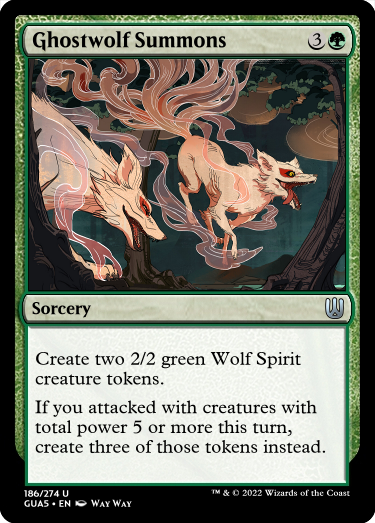 Ghostwolf Summons 3
Sorcery
Create two 2/2 green Wolf Spirit
creature tokens.
If you attacked with creatures with
total power 5 or more this turn,
create three of those tokens instead.
186/274 U
GUA5 • EN Way Way
™ & © 2022 Wizards of the Coast